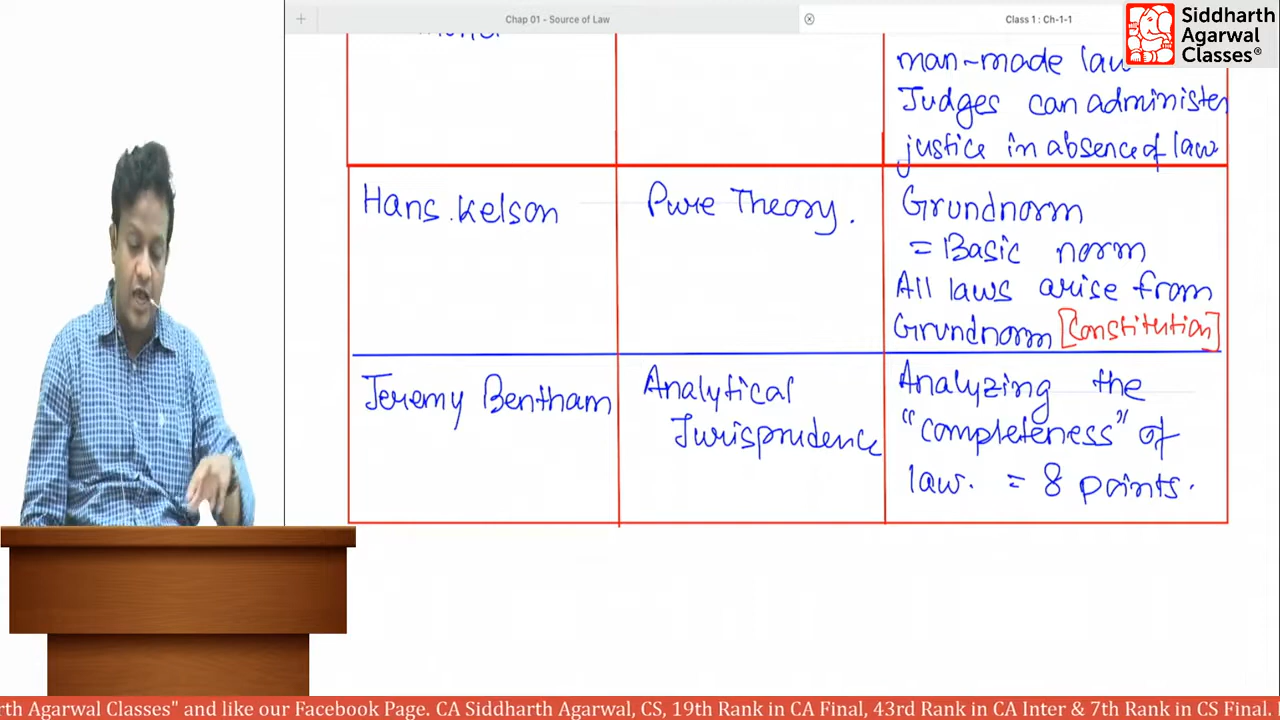 Chap 01 - Source of Law
Class 1 : Ch-1-1
Siddharth
Agarwal
Classes®
man-made law
Judges can administer
justice in absence of law
Hans. Kelson
Pure Theory.
Grundnorm
= Basic norm
All laws arise from
Grundnorm [Constitution]
Jeremy Bentham
Analytical
Jurisprudence
Analyzing the
"completeness" of
law. = 8 points.
rth Agarwal Classes" and like our Facebook Page. CA Siddharth Agarwal, CS, 19th Rank in CA Final, 43rd Rank in CA Inter & 7th Rank in CS Final.